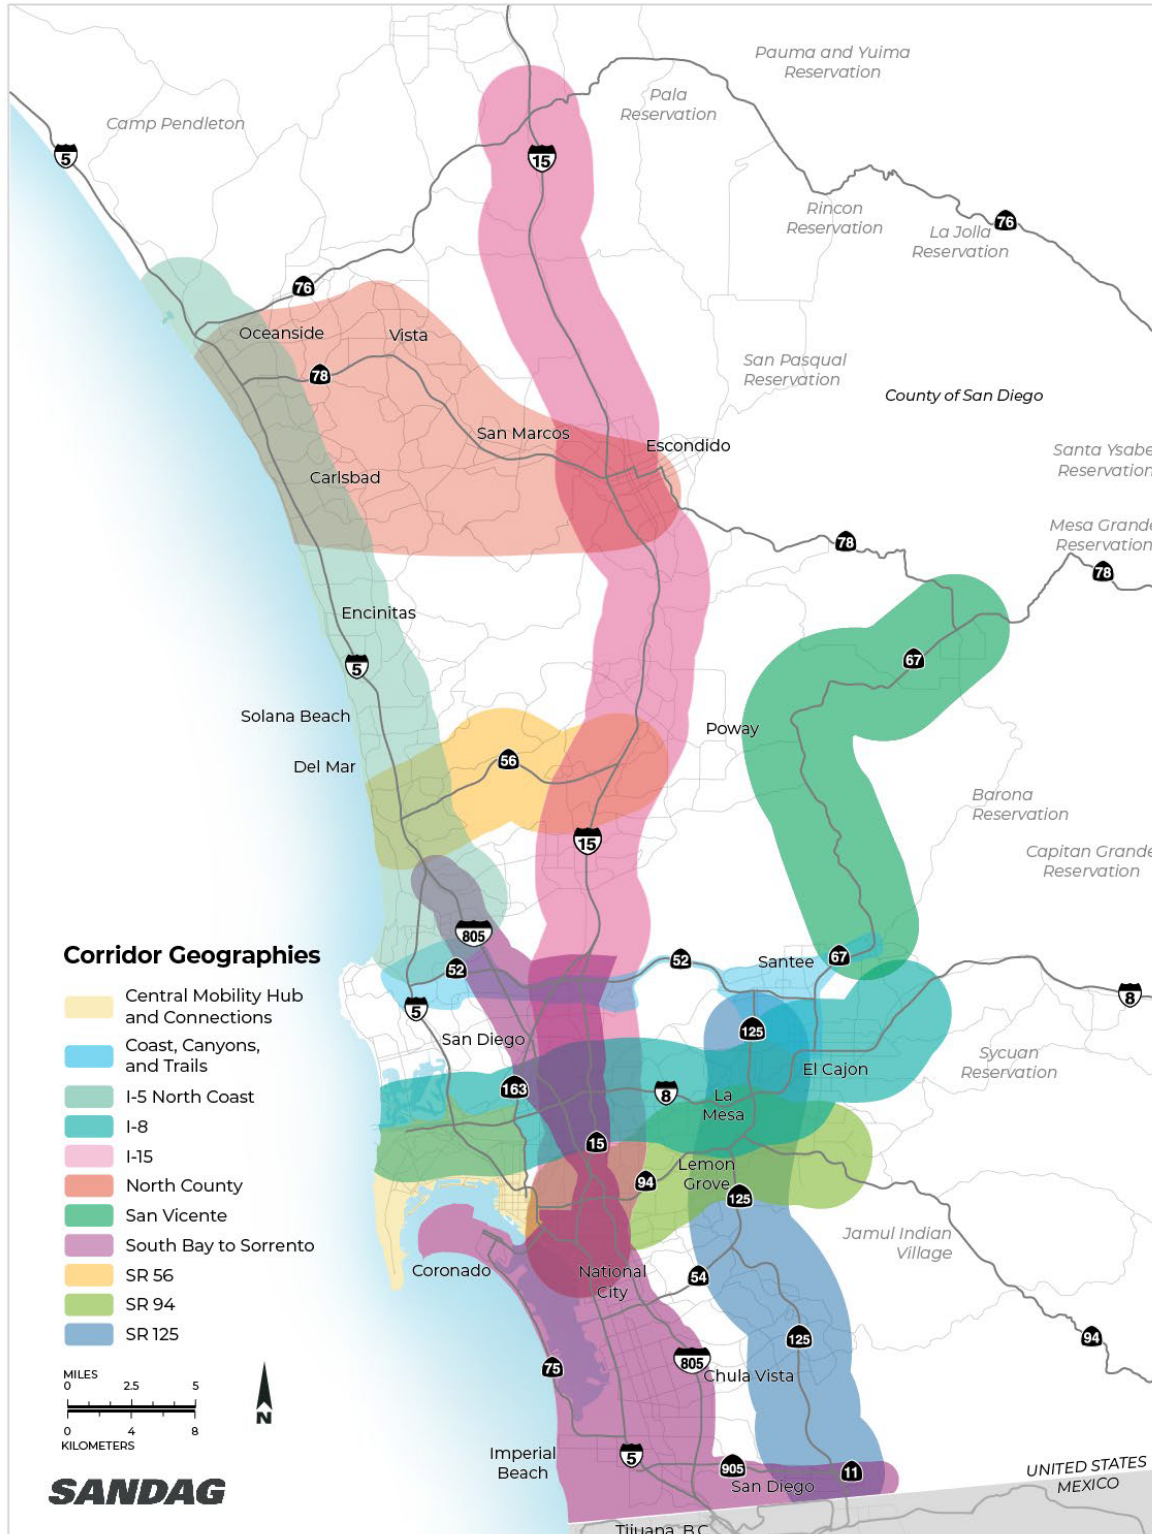 Pauma and Yuima
Reservation
Pala
Reservation
Camp Pendleton
5
15
Rincon
Reservation
La Jolla
Reservation
76
76
Oceanside
Vista
78
San Pasqual
Reservation
County of San Diego
San Marcos
Escondido
Santa Ysabe
Reservation
Carlsbad
Mesa Grande
Reservation
78
78
Encinitas
5
67
Solana Beach
Poway
Del Mar
56
Barona
Reservation
15
Capitan Grande
Reservation
805
52
52
Santee
67
5
8
San Diego
125
Sycuan
Reservation
El Cajon
163
8
La
Mesa
15
Lemon
Grove
94
125
Jamul Indian
Village
Coronado
National
City
54
125
94
75
805
Chula Vista
Imperial
Beach
5
905
11
San Diego
UNITED STATES
MEXICO
Tijuana, B.C.
Corridor Geographies
Central Mobility Hub
and Connections
Coast, Canyons,
and Trails
I-5 North Coast
I-8
I-15
North County
San Vicente
South Bay to Sorrento
SR 56
SR 94
SR 125
MILES
0 2.5 5
0 4 8
KILOMETERS
N
SANDAG